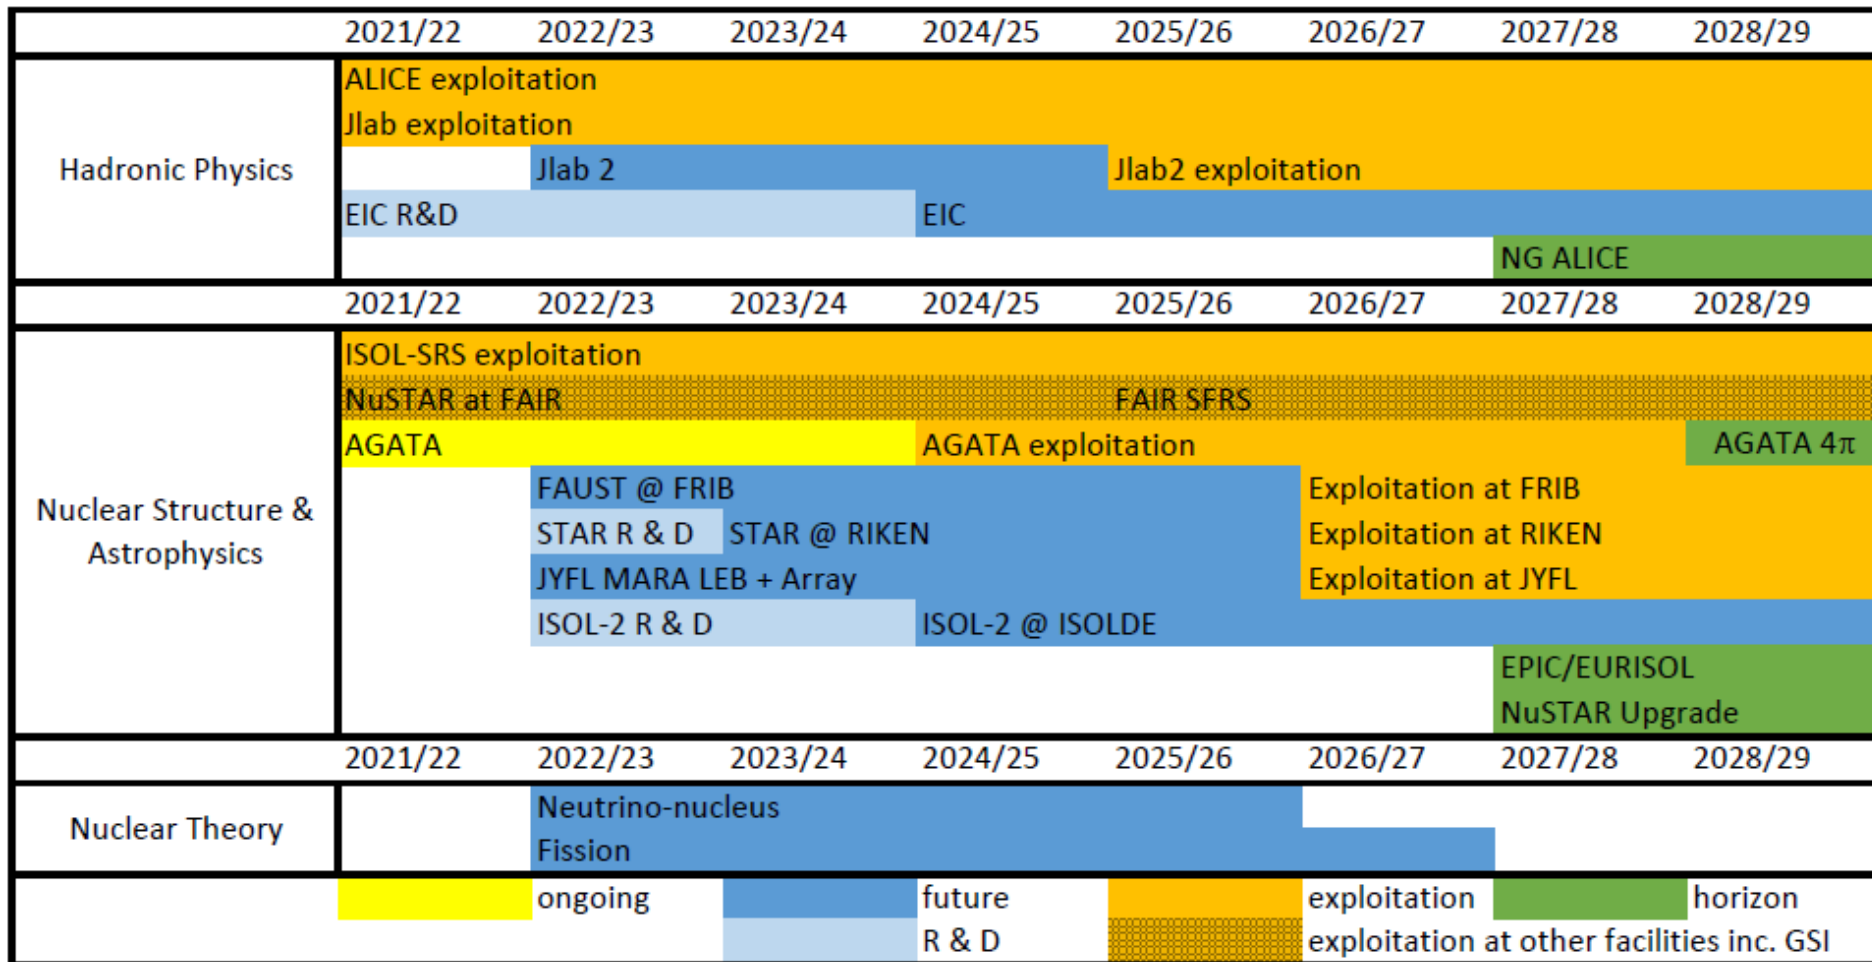 2021/22 2022/23 2023/24 2024/25 2025/26 2026/27 2027/28 2028/29
ALICE exploitation
Jlab exploitation
Hadronic Physics
Jlab 2 Jlab2 exploitation
EIC R&D EIC
NG ALICE
2021/22 2022/23 2023/24 2024/25 2025/26 2026/27 2027/28 2028/29
ISOL-SRS exploitation
NuSTAR at FAIR FAIR SFRS
AGATA AGATA exploitation AGATA 4π
Nuclear Structure &
Astrophysics
FAUST @ FRIB Exploitation at FRIB
STAR R & D STAR @ RIKEN Exploitation at RIKEN
JYFL MARA LEB + Array Exploitation at JYFL
ISOL-2 R & D ISOL-2 @ ISOLDE
EPIC/EURISOL
NuSTAR Upgrade
2021/22 2022/23 2023/24 2024/25 2025/26 2026/27 2027/28 2028/29
Nuclear Theory
Neutrino-nucleus
Fission
ongoing future exploitation horizon
R & D exploitation at other facilities inc. GSI